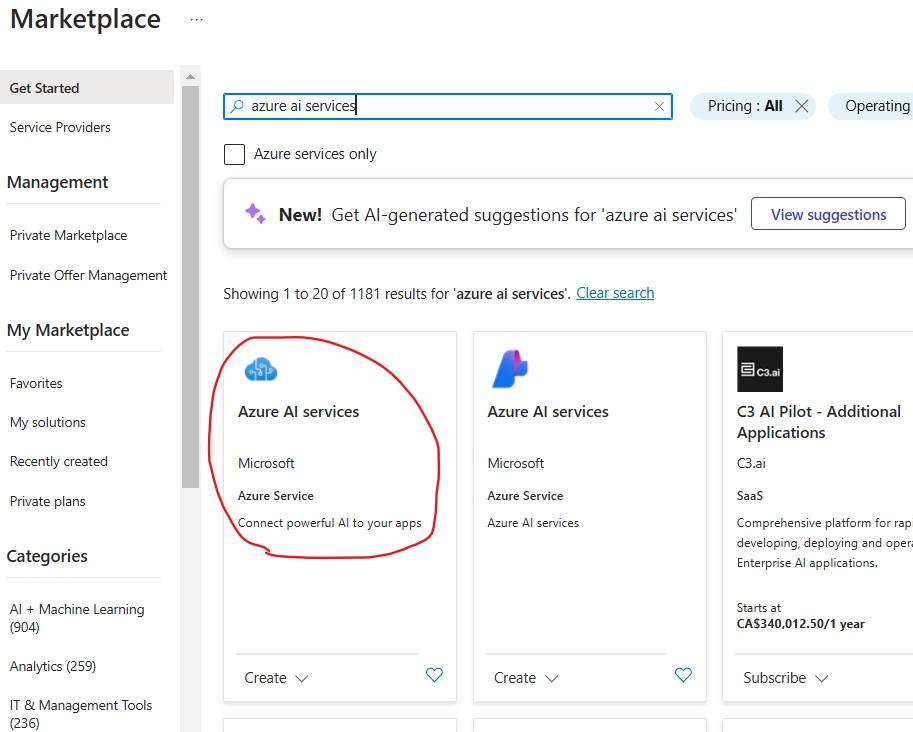 Marketplace ...
Get Started
Service Providers
Management
Private Marketplace
Private Offer Management
My Marketplace
Favorites
My solutions
Recently created
Private plans
Categories
AI + Machine Learning
(904)
Analytics (259)
IT & Management Tools
(236)
azure ai services
Pricing : All
Operating
Azure services only
New! Get AI-generated suggestions for 'azure ai services'
View suggestions
Showing 1 to 20 of 1181 results for 'azure ai services'. Clear search
Azure AI services
Microsoft
Azure Service
Connect powerful AI to your apps
Create
Azure AI services
Microsoft
Azure Service
Azure AI services
Create
C3.ai
C3 AI Pilot - Additional
Applications
C3.ai
SaaS
Comprehensive platform for rap
developing, deploying and opera
Enterprise AI applications.
Starts at
CA$340,012.50/1 year
Subscribe